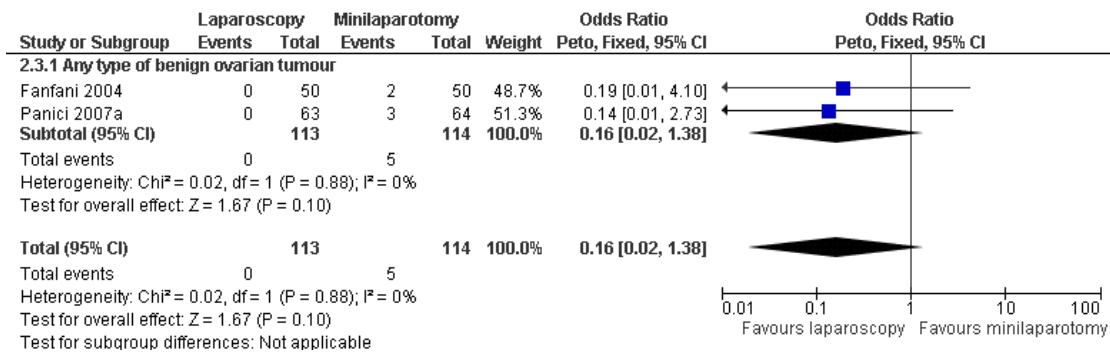 Laparoscopy Minilaparotomy Odds Ratio Odds Ratio
Study or Subgroup Events Total Events Total Weight Peto, Fixed, 95% CI Peto, Fixed, 95% CI
2.3.1 Any type of benign ovarian tumour
Fanfani 2004 0 50 2 50 48.7% 0.19 [0.01, 4.10]
Panici 2007a 0 63 3 64 51.3% 0.14 [0.01, 2.73]
Subtotal (95% CI) 113 114 100.0% 0.16 [0.02, 1.38]
Total events 0 5
Heterogeneity: Chi² = 0.02, df = 1 (P = 0.88); I² = 0%
Test for overall effect: Z = 1.67 (P = 0.10)
Total (95% CI) 113 114 100.0% 0.16 [0.02, 1.38]
Total events 0 5
Heterogeneity: Chi² = 0.02, df = 1 (P = 0.88); I² = 0%
Test for overall effect: Z = 1.67 (P = 0.10)
Test for subgroup differences: Not applicable
0.01 0.1 1 10 100
Favours laparoscopy Favours minilaparotomy